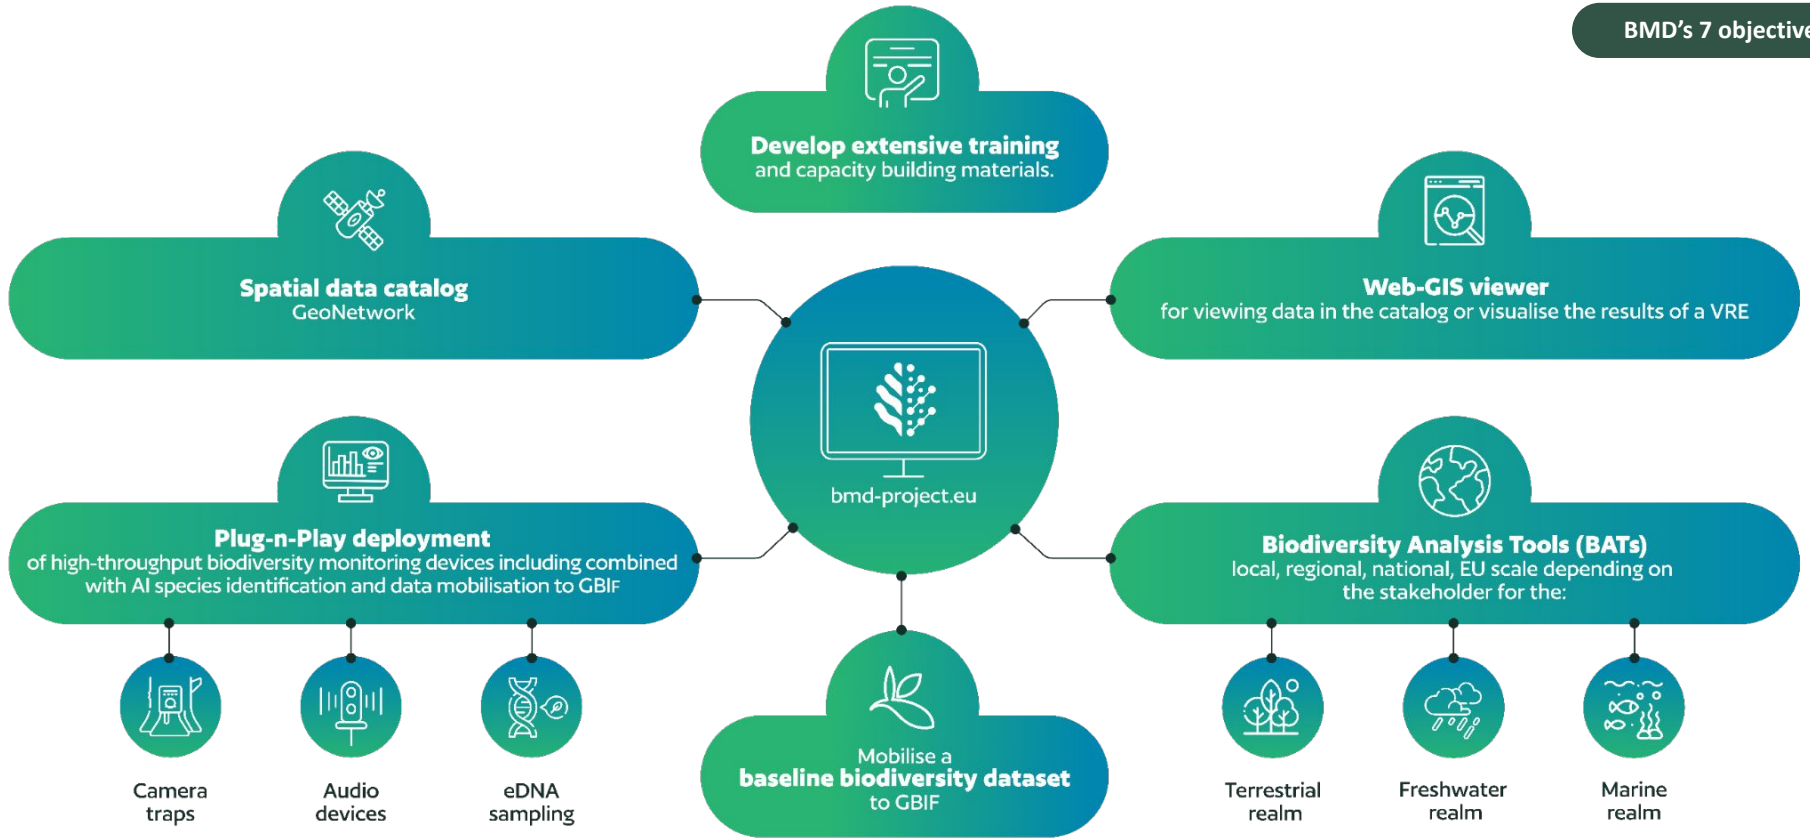 BMD's 7 objective
Develop extensive training
and capacity building materials.
Spatial data catalog
GeoNetwork
Web-GIS viewer
for viewing data in the catalog or visualise the results of a VRE
bmd-project.eu
Plug-n-Play deployment
of high-throughput biodiversity monitoring devices including combined
with AI species identification and data mobilisation to GBIF
Biodiversity Analysis Tools (BATs)
local, regional, national, EU scale depending on
the stakeholder for the:
Camera
traps
Audio
devices
eDNA
sampling
Mobilise a
baseline biodiversity dataset
to GBIF
Terrestrial
realm
Freshwater
realm
Marine
realm